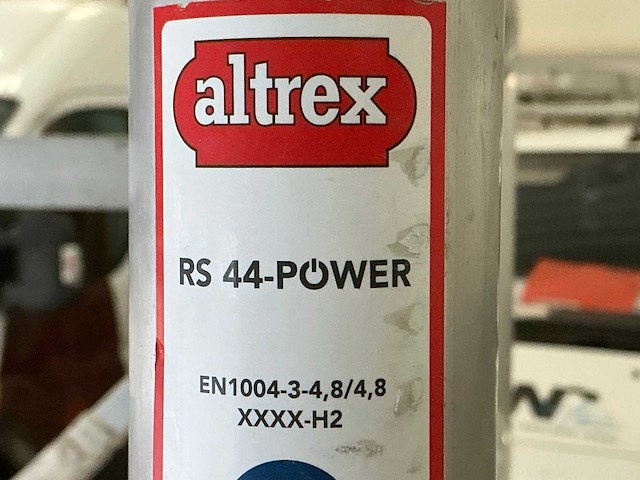 altrex
RS 44-POWER
EN1004-3-4,8/4,8
XXXX-H2